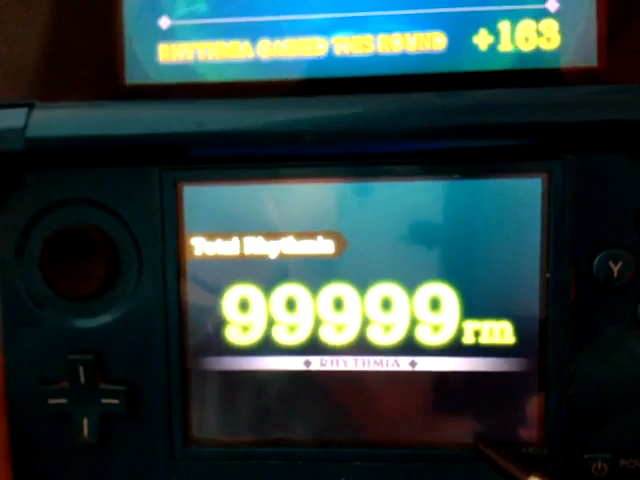 RHYTHMIA GAINED THIS ROUND +163
Total Rhythmia
99999rm
RHYTHMIA
Y